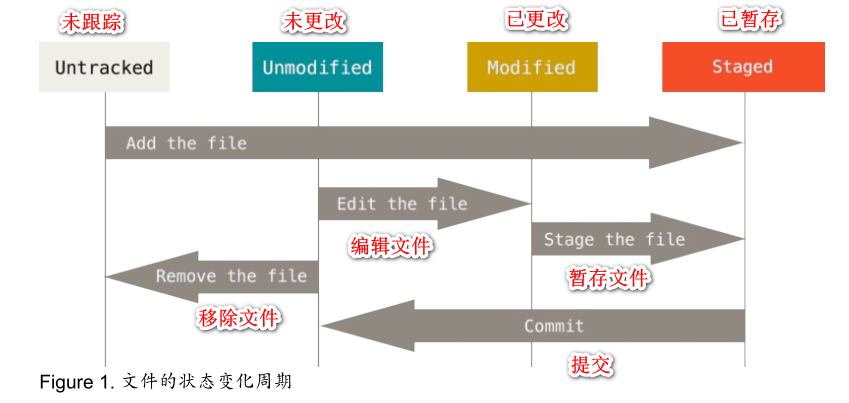 未跟踪
未更改
已更改
已暂存
Untracked
Unmodified
Modified
Staged
Add the file
Edit the file
编辑文件
Stage the file
暂存文件
Remove the file
移除文件
Commit
提交
Figure 1. 文件的状态变化周期